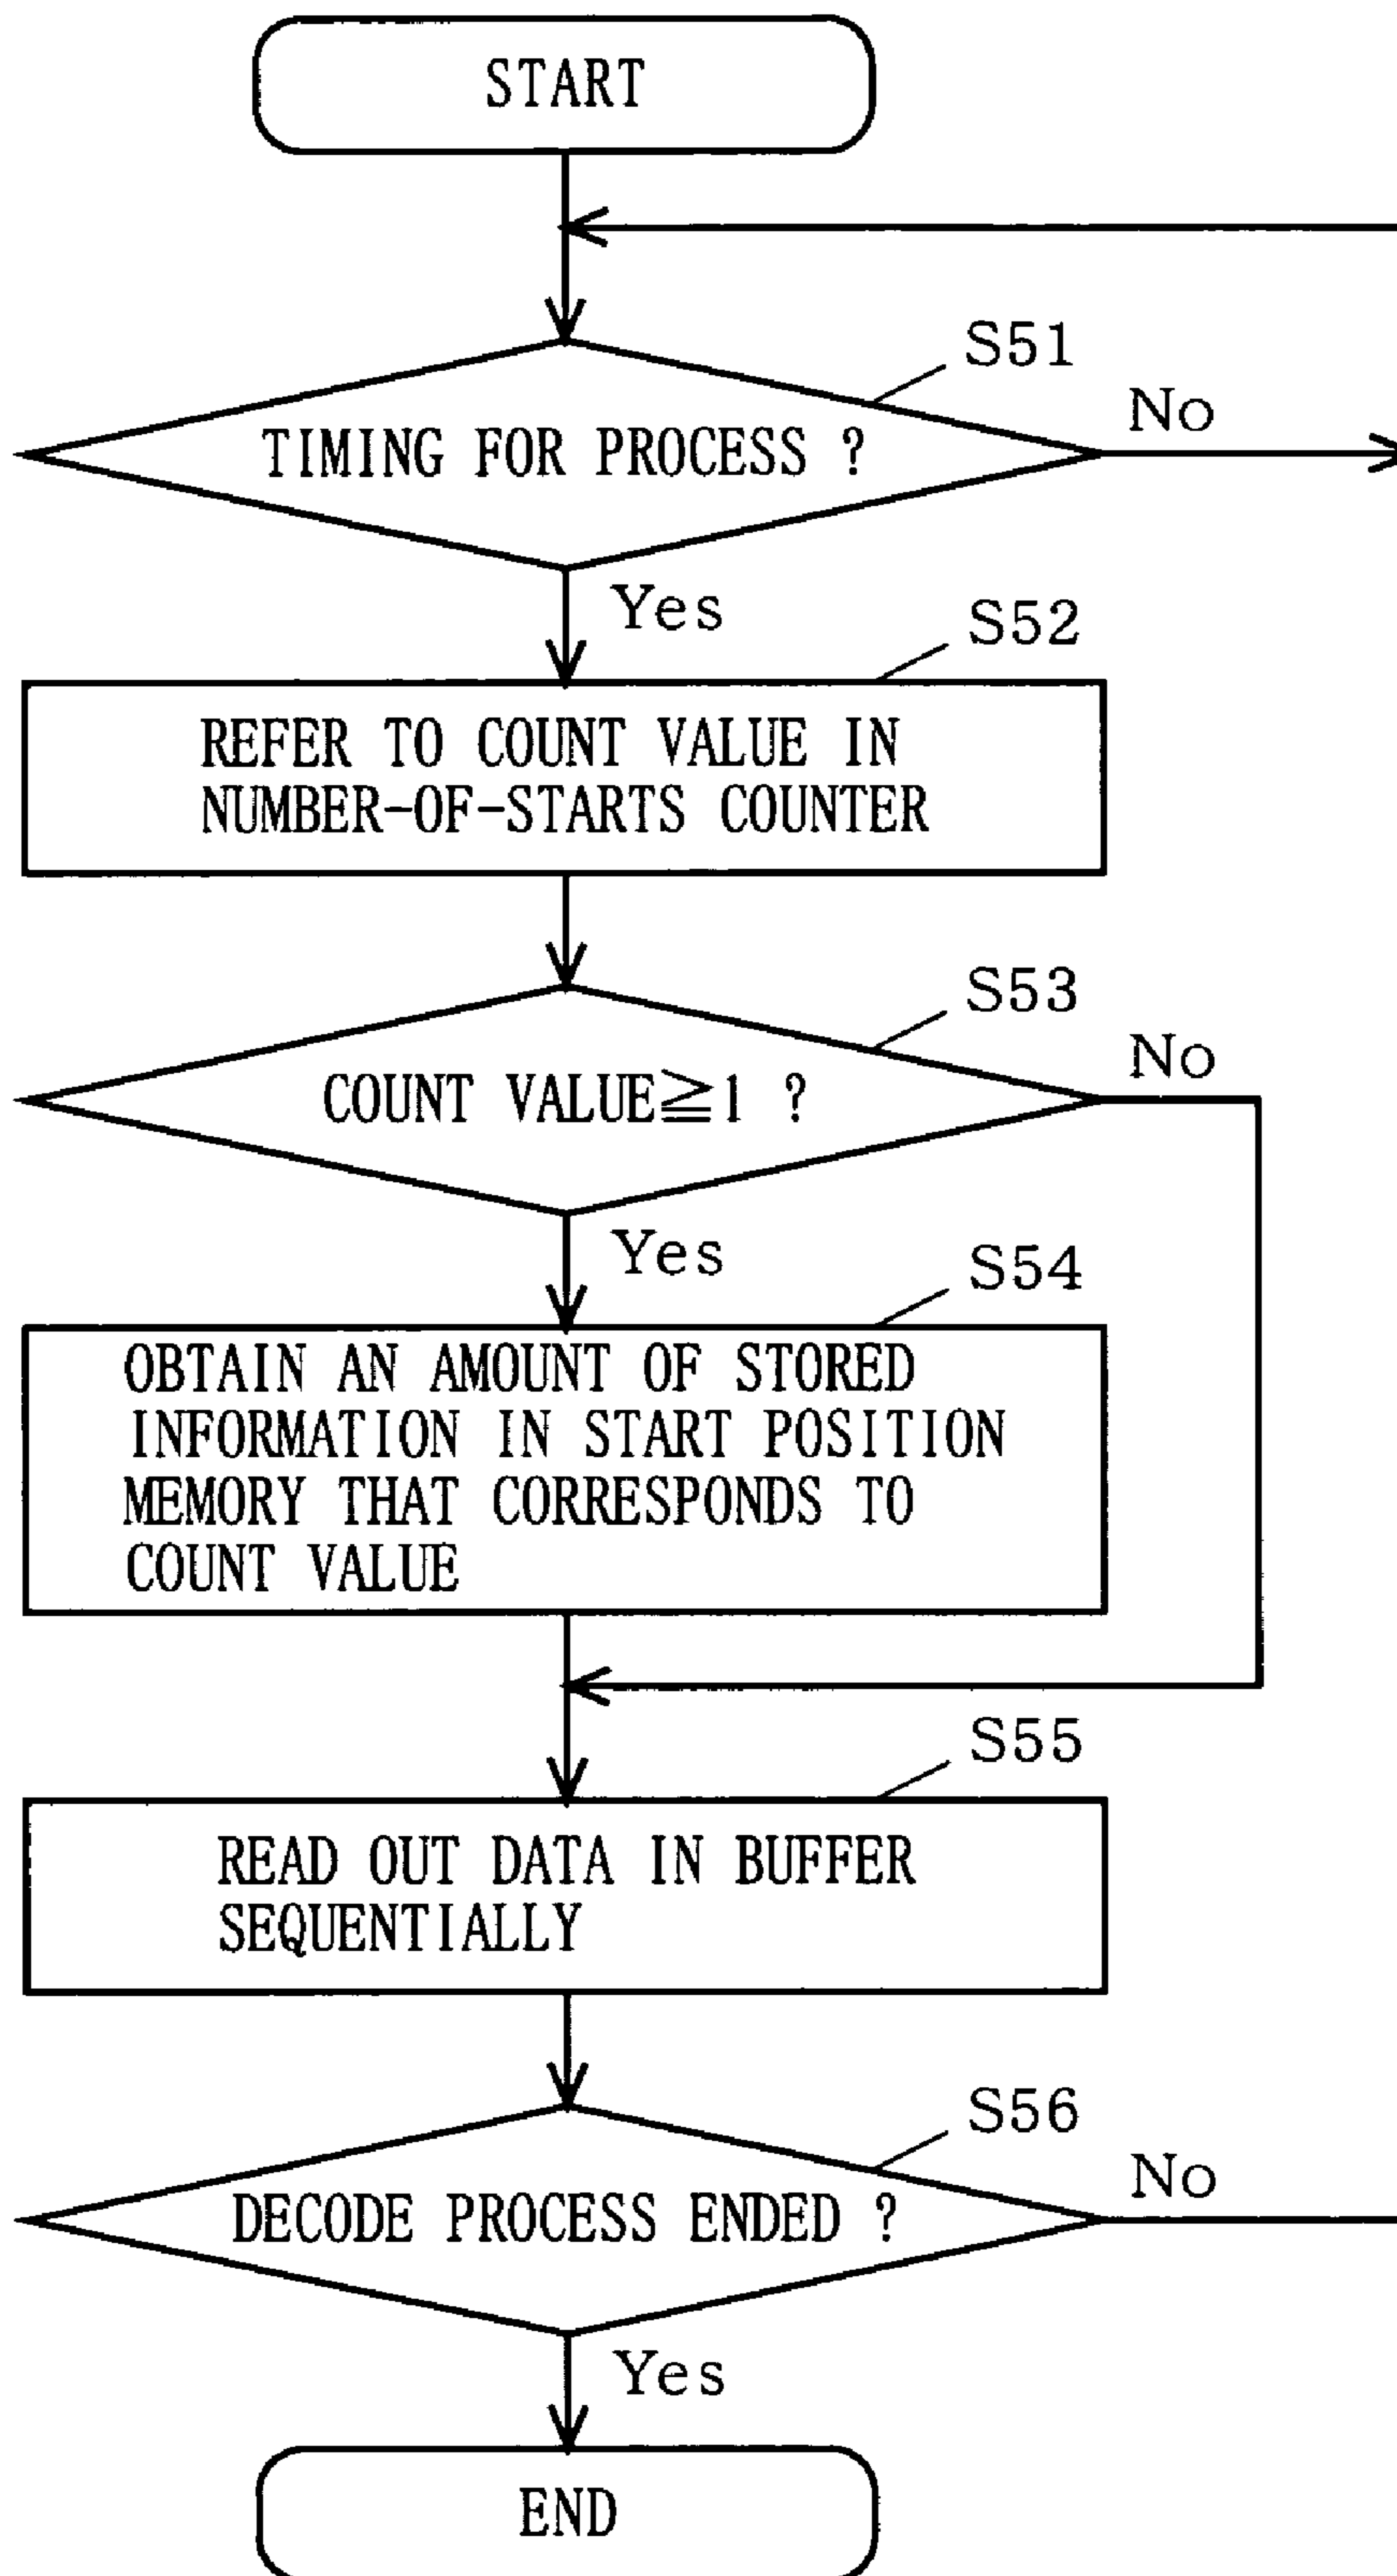 START
S51
No
TIMING FOR PROCESS ?
Yes
S52
REFER TO COUNT VALUE IN
NUMBER-OF-STARTS COUNTER
S53
No
COUNT VALUE≧1 ?
Yes
S54
OBTAIN AN AMOUNT OF STORED
INFORMATION IN START POSITION
MEMORY THAT CORRESPONDS TO
COUNT VALUE
S55
READ OUT DATA IN BUFFER
SEQUENTIALLY
S56
No
DECODE PROCESS ENDED ?
Yes
END